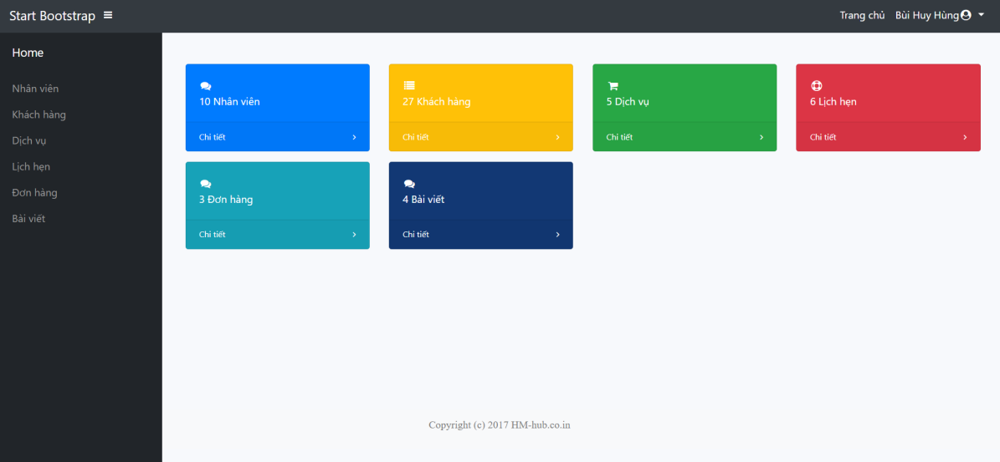 Start Bootstrap
Trang chủ Bùi Huy Hùng
Home
Nhân viên
Khách hàng
Dịch vụ
Lịch hẹn
Đơn hàng
Bài viết
10 Nhân viên
Chi tiết
27 Khách hàng
Chi tiết
5 Dịch vụ
Chi tiết
6 Lịch hẹn
Chi tiết
3 Đơn hàng
Chi tiết
4 Bài viết
Chi tiết
Copyright (c) 2017 HM-hub.co.in